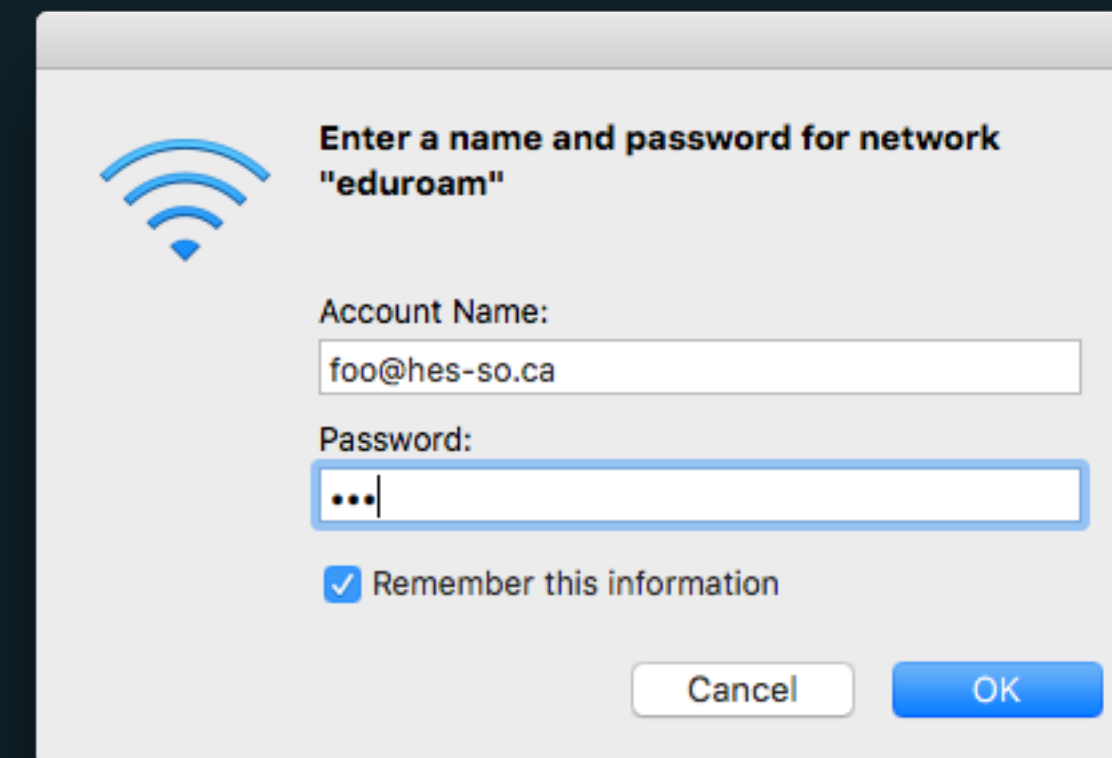 Enter a name and password for network
"eduroam"
Account Name:
foo@hes-so.ca
Password:
•••
Remember this information
Cancel
OK